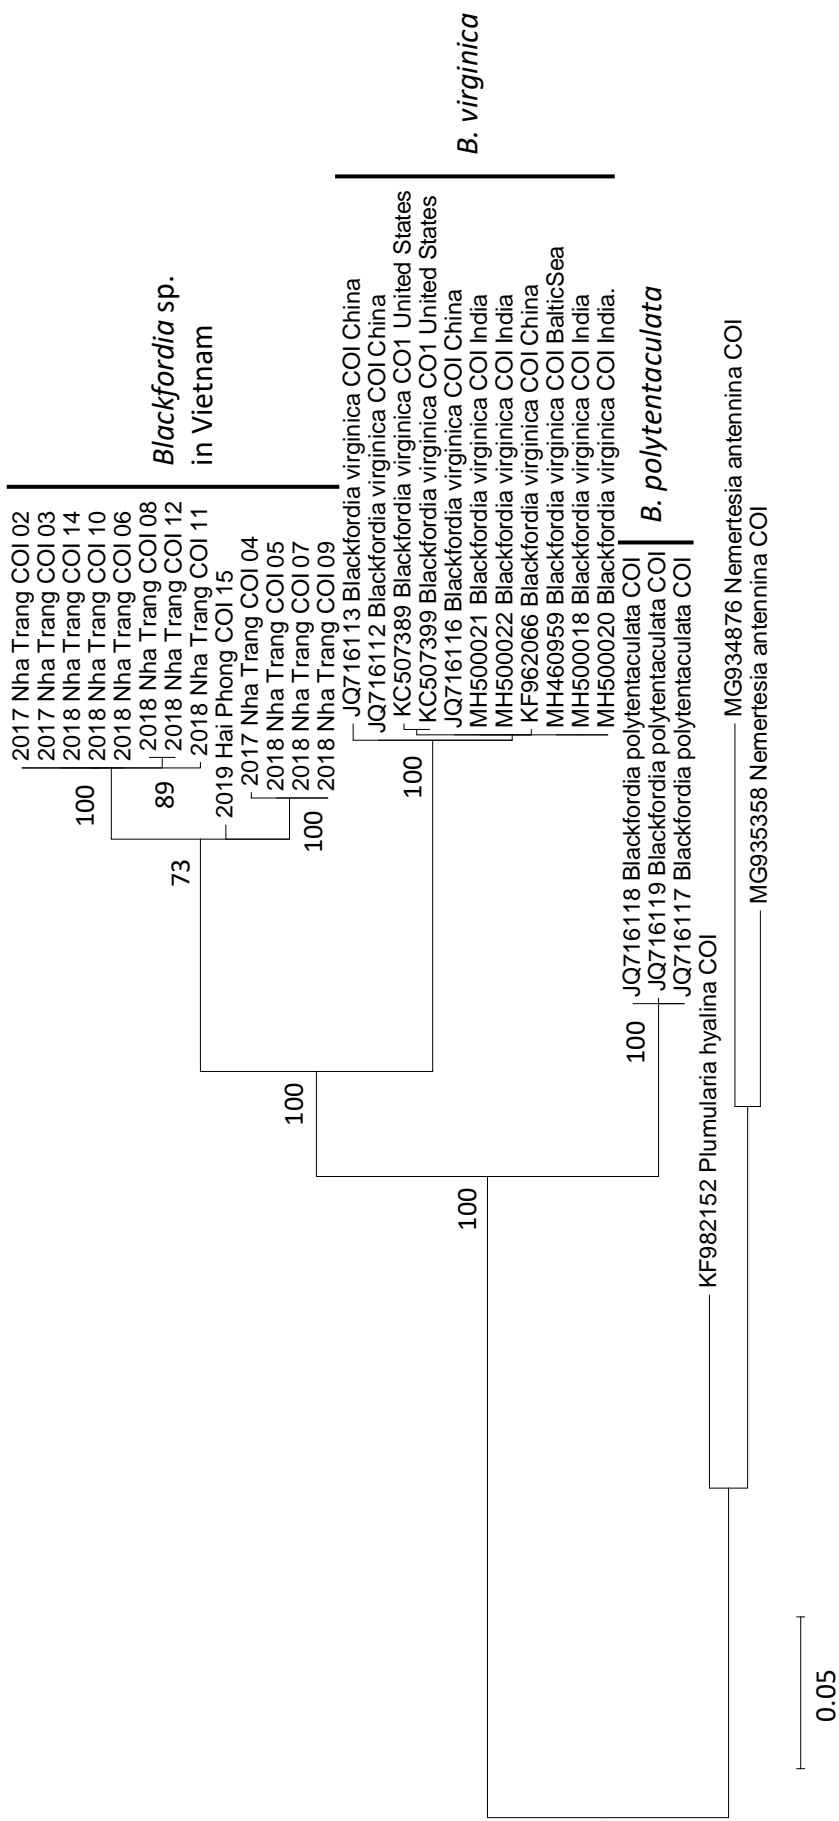 2017 Nha Trang COI 02
2017 Nha Trang COI 03
2018 Nha Trang COI 14
2018 Nha Trang COI 10
2018 Nha Trang COI 06
2018 Nha Trang COI 08
2018 Nha Trang COI 12
2018 Nha Trang COI 11
2019 Hai Phong COI 15
2017 Nha Trang COI 04
2018 Nha Trang COI 05
2018 Nha Trang COI 07
2018 Nha Trang COI 09
Blackfordia sp.
in Vietnam
100
89
73
100
JQ716113 Blackfordia virginica COI China
JQ716112 Blackfordia virginica COI China
KC507389 Blackfordia virginica CO1 United States
KC507399 Blackfordia virginica CO1 United States
JQ716116 Blackfordia virginica COI China
MH500021 Blackfordia virginica COI India
MH500022 Blackfordia virginica COI India
KF962066 Blackfordia virginica COI China
MH460959 Blackfordia virginica COI BalticSea
MH500018 Blackfordia virginica COI India
MH500020 Blackfordia virginica COI India.
B. virginica
100
100
JQ716118 Blackfordia polytentaculata COI
JQ716119 Blackfordia polytentaculata COI
JQ716117 Blackfordia polytentaculata COI
B. polytentaculata
100
100
KF982152 Plumularia hyalina COI
MG934876 Nemertesia antennina COI
MG935358 Nemertesia antennina COI
0.05